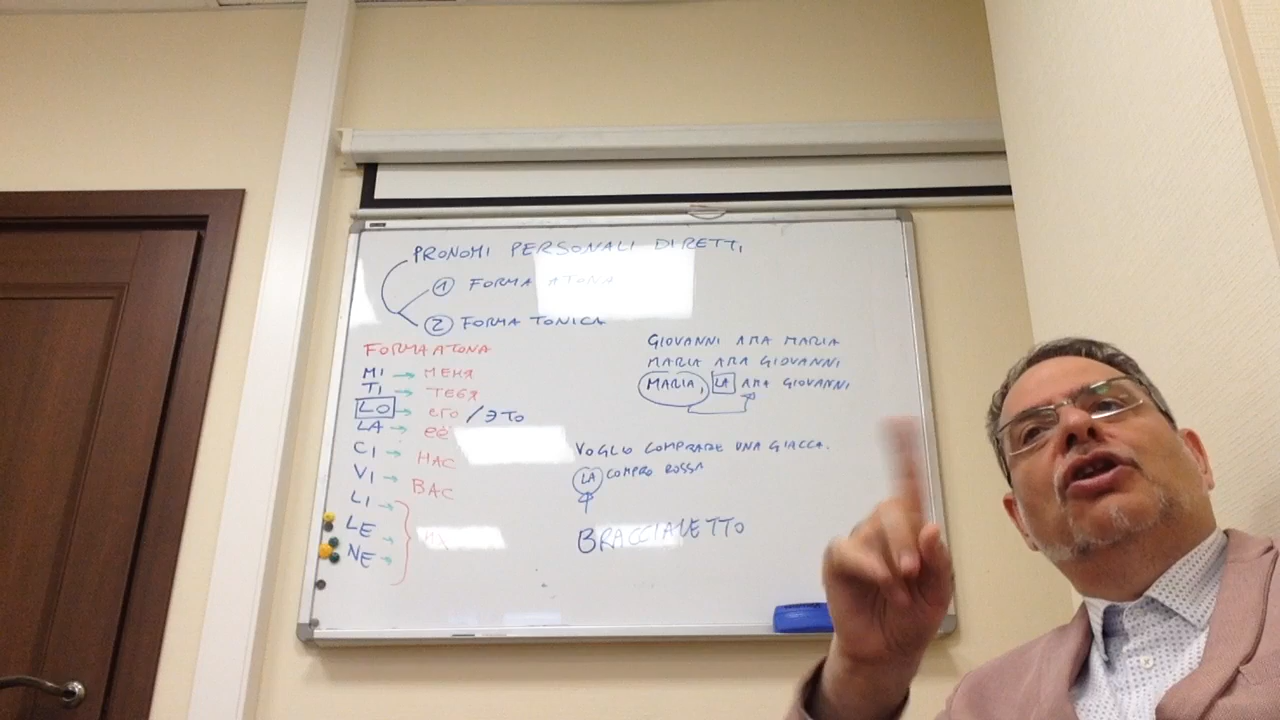 PRONOMI PERSONALI DIRETTI
1 FORMA ATONA
2 FORMA TONICA
FORMA ATONA
MI → МЕНЯ
TI → ТЕБЯ
LO → его / ЭТО
LA → её
CI → НАС
VI → ВАС
LI →
LE →
NE →
GIOVANNI AMA MARIA
MARIA AMA GIOVANNI
MARIA, LA AMA GIOVANNI
VOGLIO COMPRARE UNA GIACCA.
LA COMPRO ROSSA
BRACCIALETTO